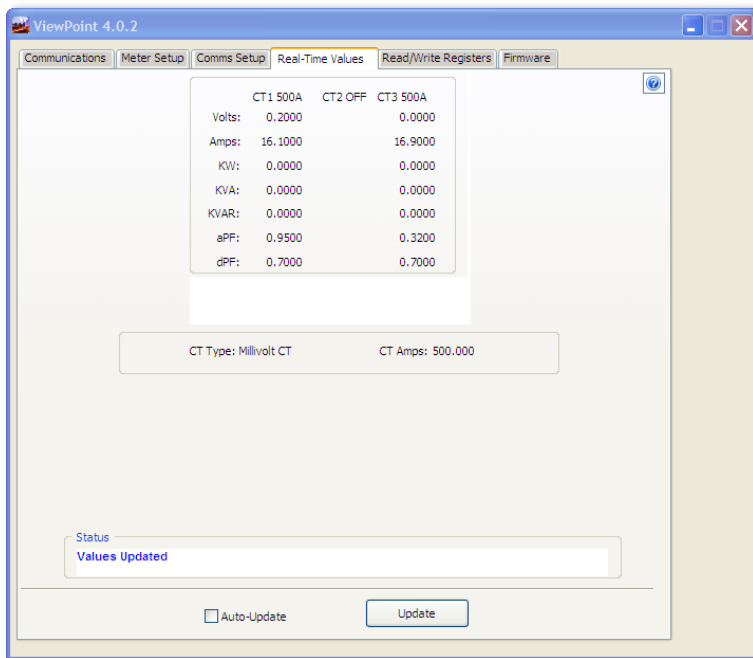 ViewPoint 4.0.2
Communications Meter Setup Comms Setup Real-Time Values Read/Write Registers Firmware
CT1 500A CT2 OFF CT3 500A
Volts: 0.2000 0.0000
Amps: 16.1000 16.9000
KW: 0.0000 0.0000
KVA: 0.0000 0.0000
KVAR: 0.0000 0.0000
aPF: 0.9500 0.3200
dPF: 0.7000 0.7000
CT Type: Millivolt CT CT Amps: 500.000
Status
Values Updated
Auto-Update Update